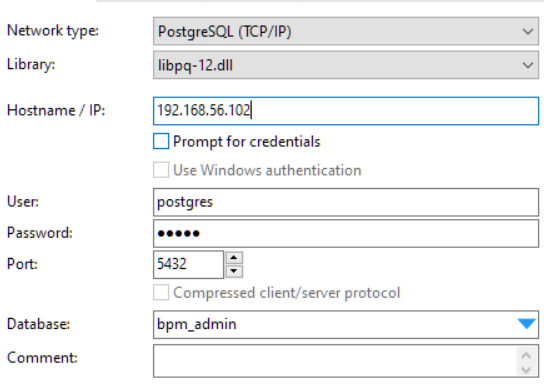 Network type: PostgreSQL (TCP/IP)
Library: libpq-12.dll
Hostname / IP: 192.168.56.102
Prompt for credentials
Use Windows authentication
User: postgres
Password: •••••
Port: 5432
Compressed client/server protocol
Database: bpm_admin
Comment: